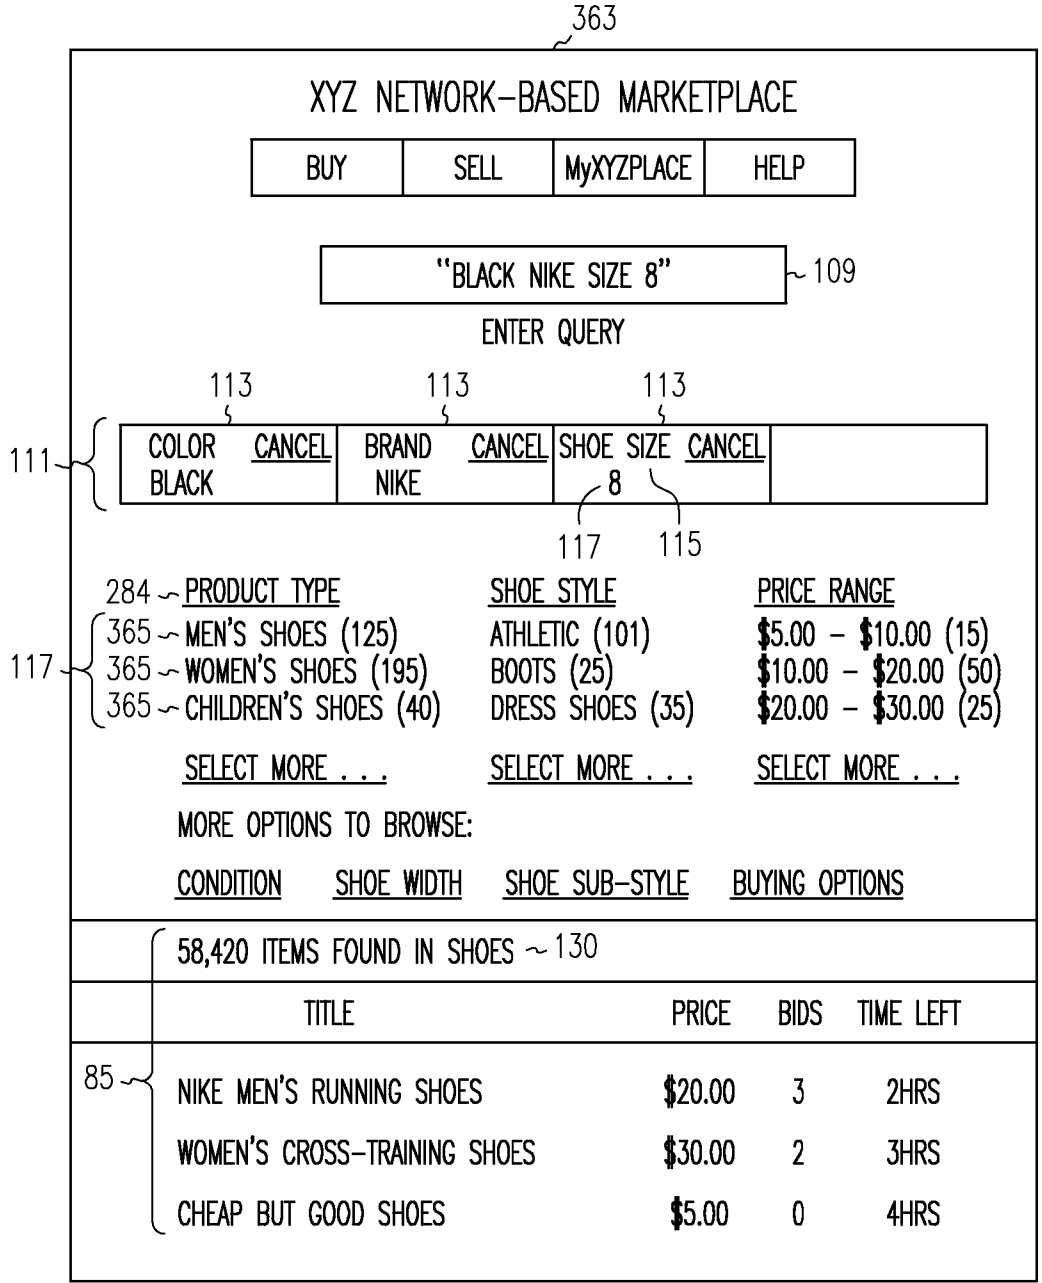 363
XYZ NETWORK-BASED MARKETPLACE
BUY SELL MyXYZPLACE HELP
"BLACK NIKE SIZE 8" 109
ENTER QUERY
113 113 113
111 COLOR CANCEL BRAND CANCEL SHOE SIZE CANCEL
BLACK NIKE 8
117 115
284 PRODUCT TYPE SHOE STYLE PRICE RANGE
365 MEN'S SHOES (125) ATHLETIC (101) $5.00 - $10.00 (15)
117 365 WOMEN'S SHOES (195) BOOTS (25) $10.00 - $20.00 (50)
365 CHILDREN'S SHOES (40) DRESS SHOES (35) $20.00 - $30.00 (25)
SELECT MORE . . . SELECT MORE . . . SELECT MORE . . .
MORE OPTIONS TO BROWSE:
CONDITION SHOE WIDTH SHOE SUB-STYLE BUYING OPTIONS
58,420 ITEMS FOUND IN SHOES 130
TITLE PRICE BIDS TIME LEFT
85 NIKE MEN'S RUNNING SHOES $20.00 3 2HRS
WOMEN'S CROSS-TRAINING SHOES $30.00 2 3HRS
CHEAP BUT GOOD SHOES $5.00 0 4HRS